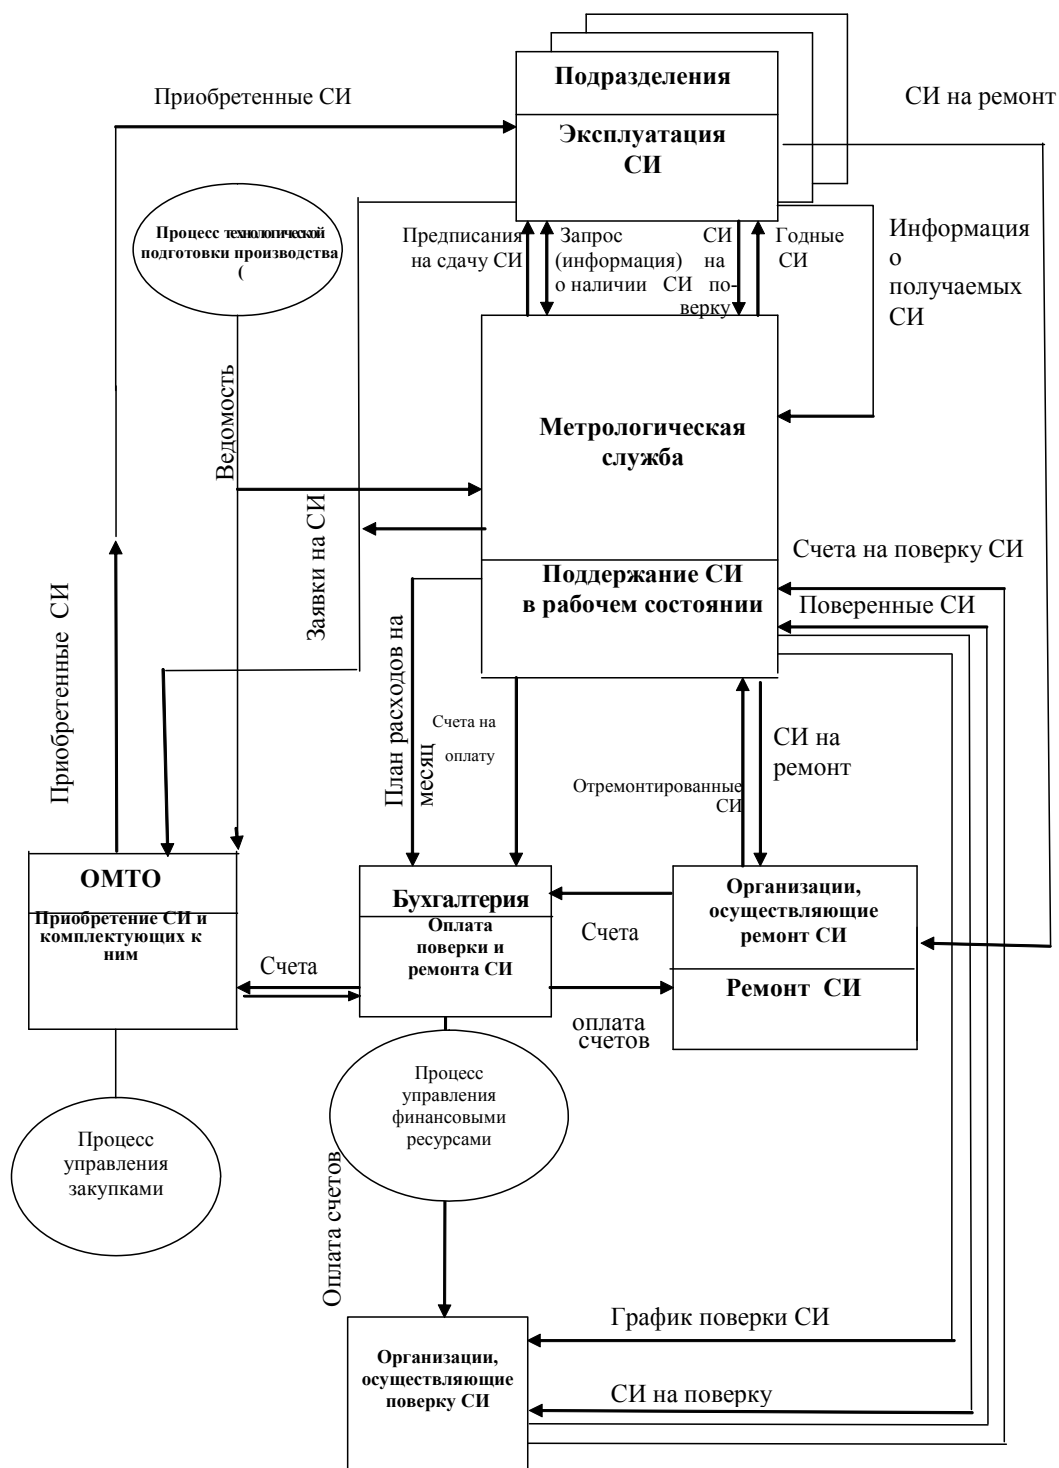 Подразделения
Эксплуатация
СИ
Приобретенные СИ
СИ на ремонт
Процесс технологической
подготовки производства
(
Предписания
на сдачу СИ
Запрос
(информация)
о наличии СИ
СИ
на
по-
верку
Годные
СИ
Информация
о
получаемых
СИ
Ведомость
Метрологическая
служба
Заявки на СИ
Поддержание СИ
в рабочем состоянии
Счета на поверку СИ
Поверенные СИ
Приобретенные СИ
План расходов на
месяц
Счета на
оплату
Отремонтированные
СИ
СИ на
ремонт
ОМТО
Приобретение СИ и
комплектующих к
ним
Счета
Бухгалтерия
Оплата
поверки и
ремонта СИ
Счета
оплата
счетов
Организации,
осуществляющие
ремонт СИ
Ремонт СИ
Процесс
управления
закупками
Процесс
управления
финансовыми
ресурсами
Оплата счетов
Организации,
осуществляющие
поверку СИ
График поверки СИ
СИ на поверку